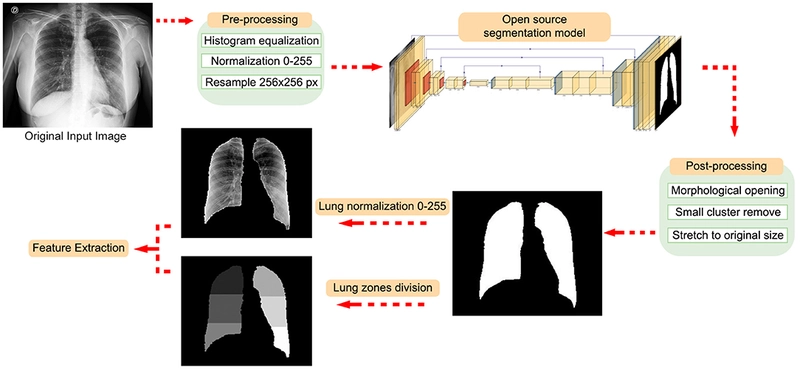 Pre-processing
Histogram equalization
Normalization 0-255
Resample 256x256 px
Original Input Image
Open source
segmentation model
Post-processing
Morphological opening
Small cluster remove
Stretch to original size
Lung normalization 0-255
Lung zones division
Feature Extraction